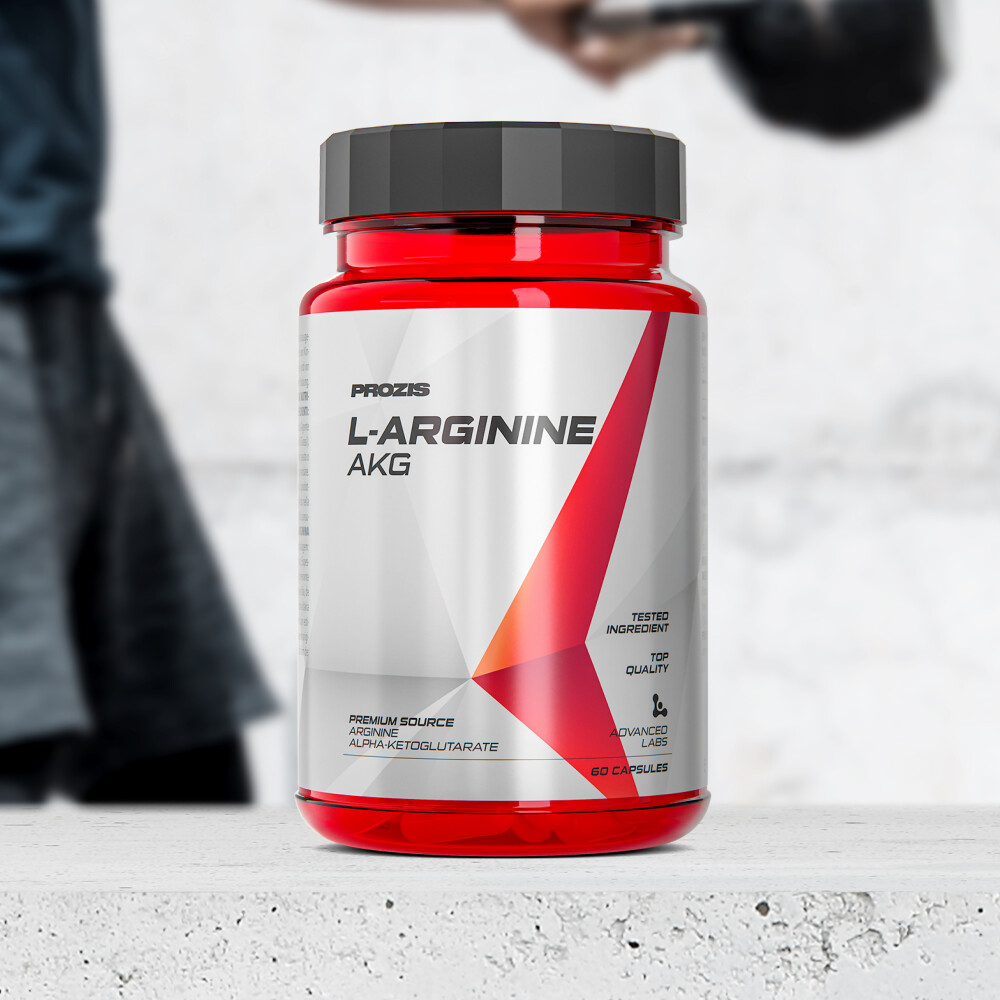 PROZIS
L-ARGININE
AKG
TESTED
INGREDIENT
TOP
QUALITY
ADVANCED
LABS
PREMIUM SOURCE
ARGININE
ALPHA-KETOGLUTARATE
60 CAPSULES